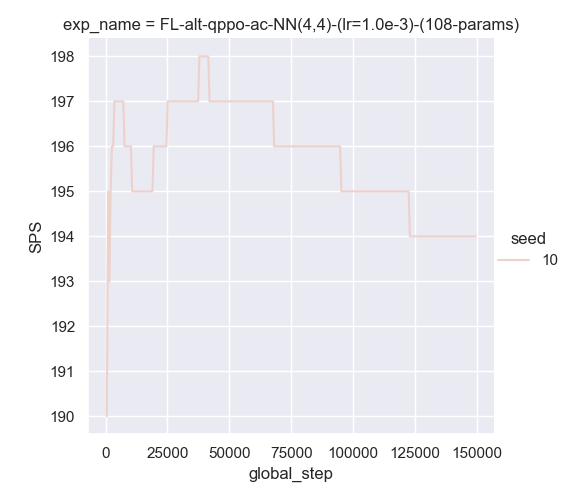 exp_name = FL-alt-qppo-ac-NN(4,4)-(lr=1.0e-3)-(108-params)
198
197
196
195
194
193
192
191
190
SPS
0 25000 50000 75000 100000 125000 150000
global_step
seed
10